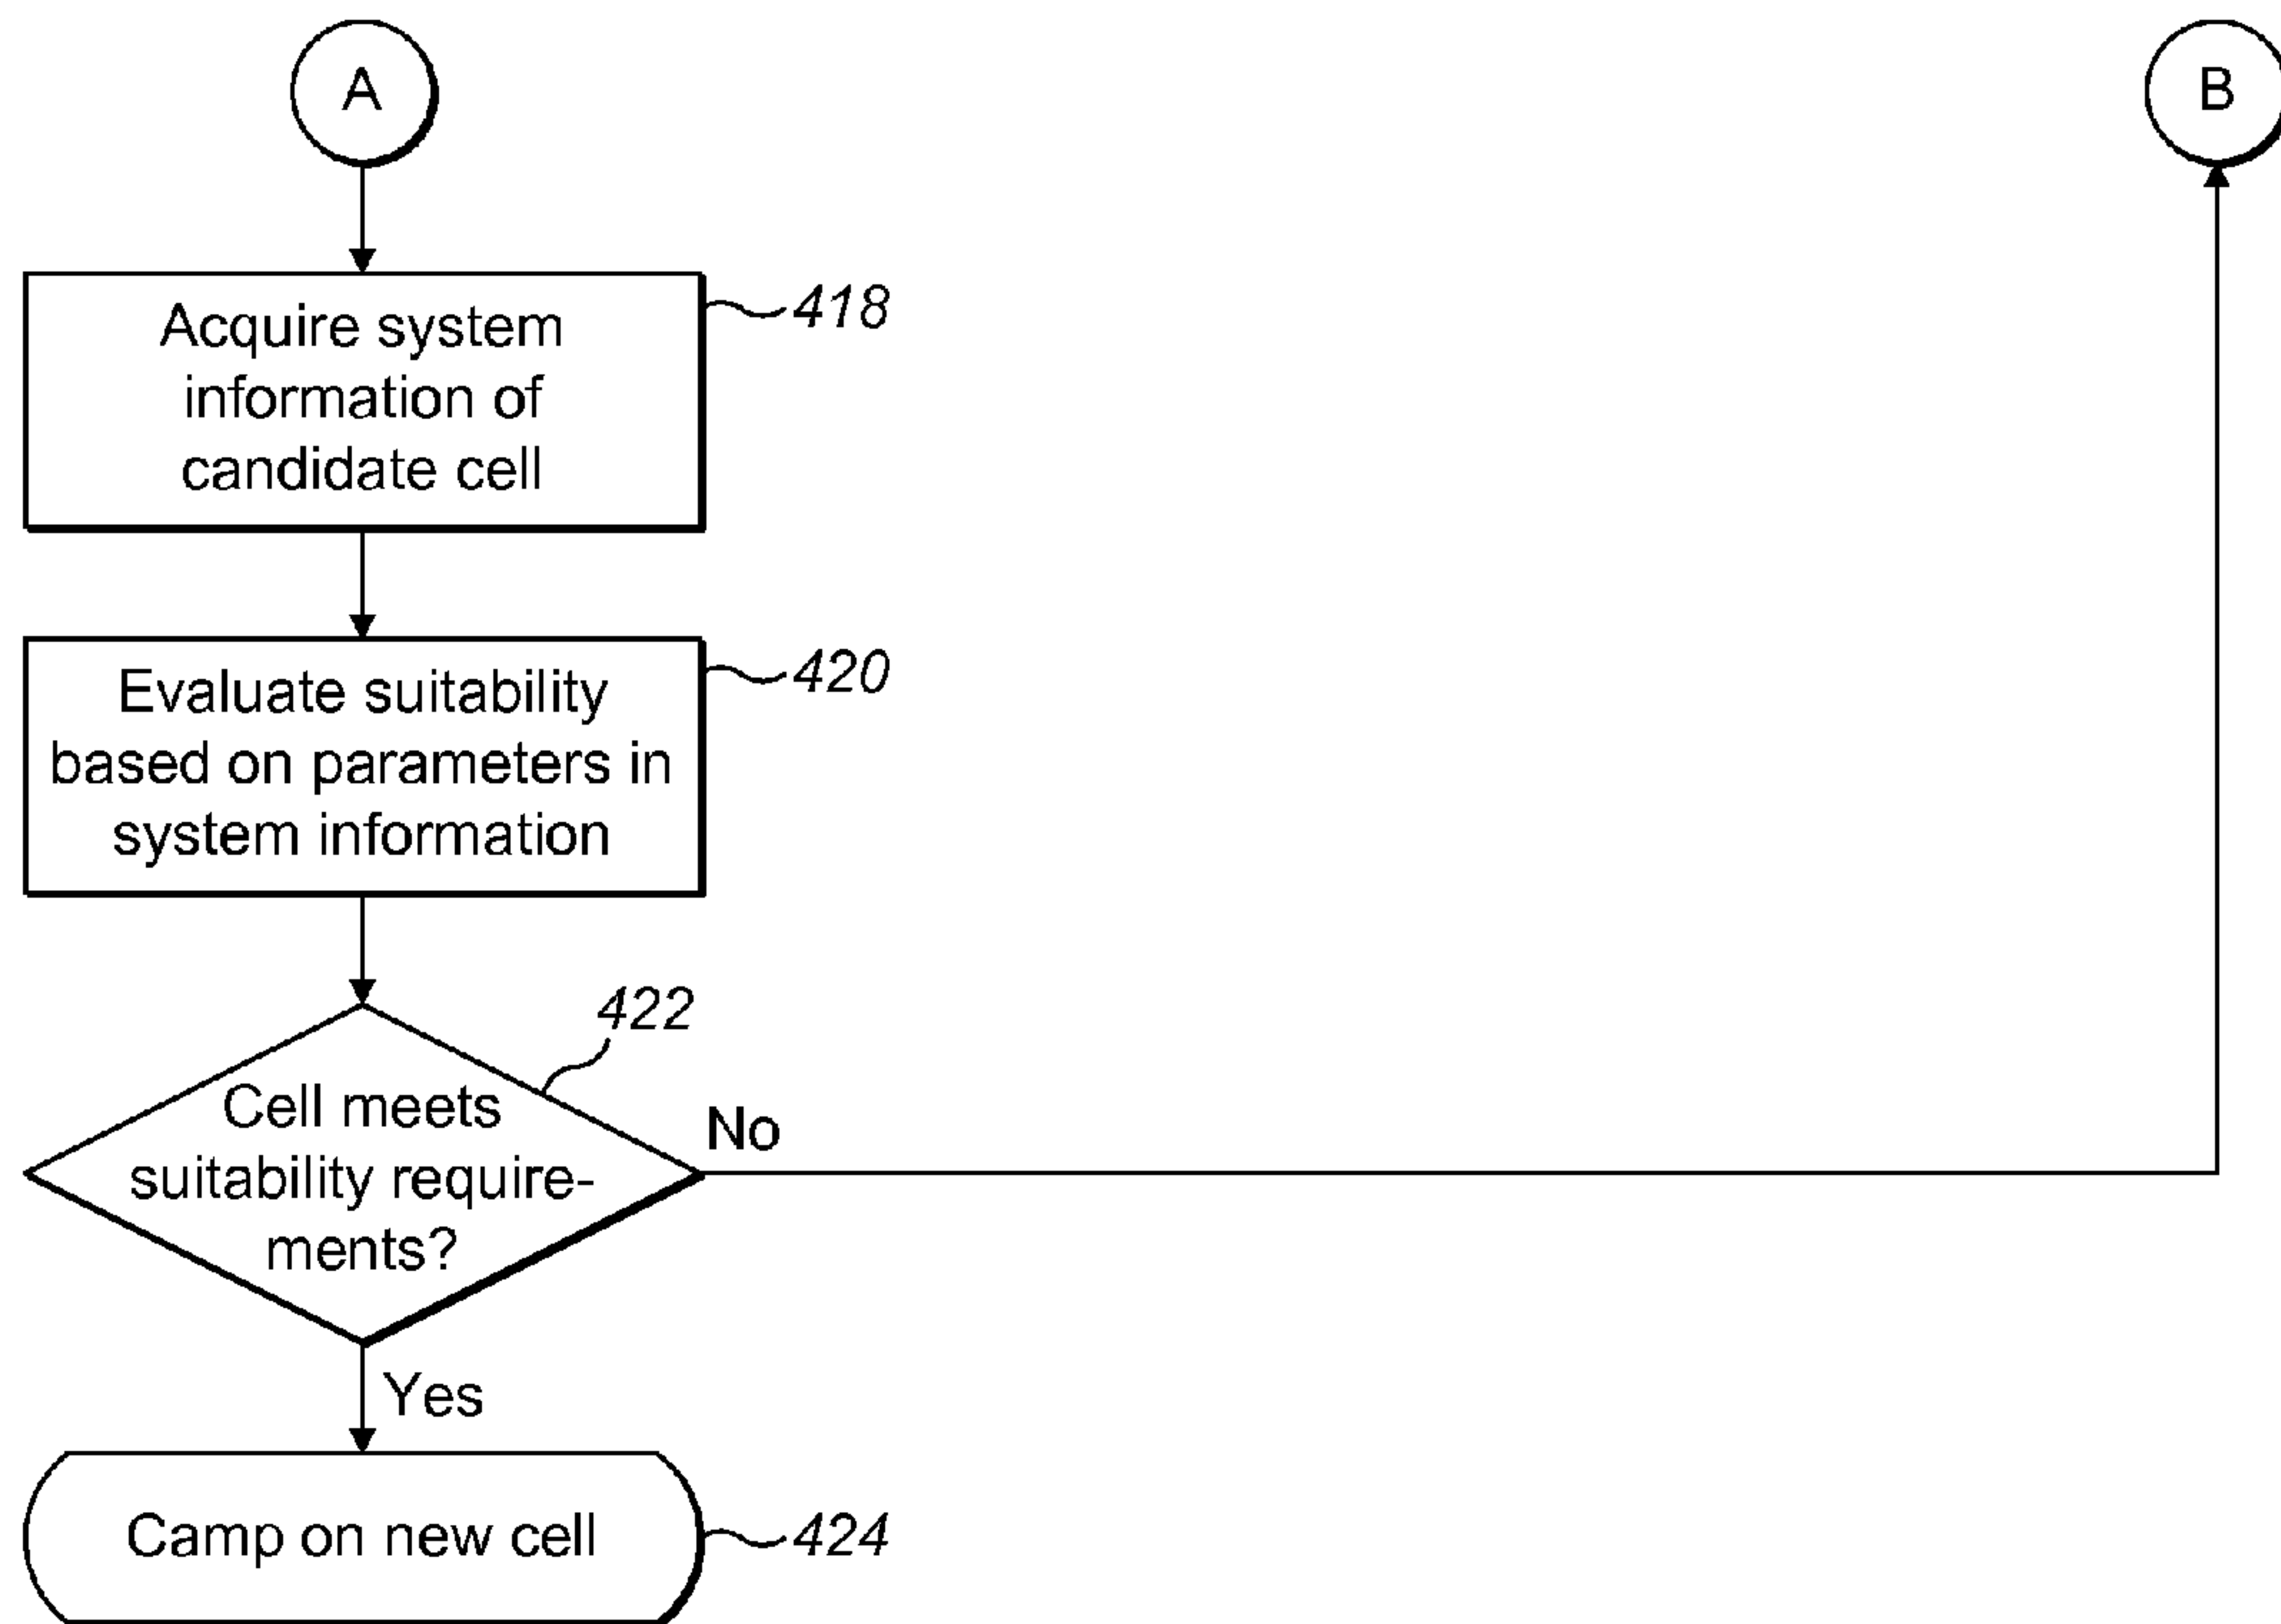 A
B
Acquire system
information of
candidate cell
418
Evaluate suitability
based on parameters in
system information
420
422
Cell meets
suitability require-
ments?
No
Yes
Camp on new cell
424